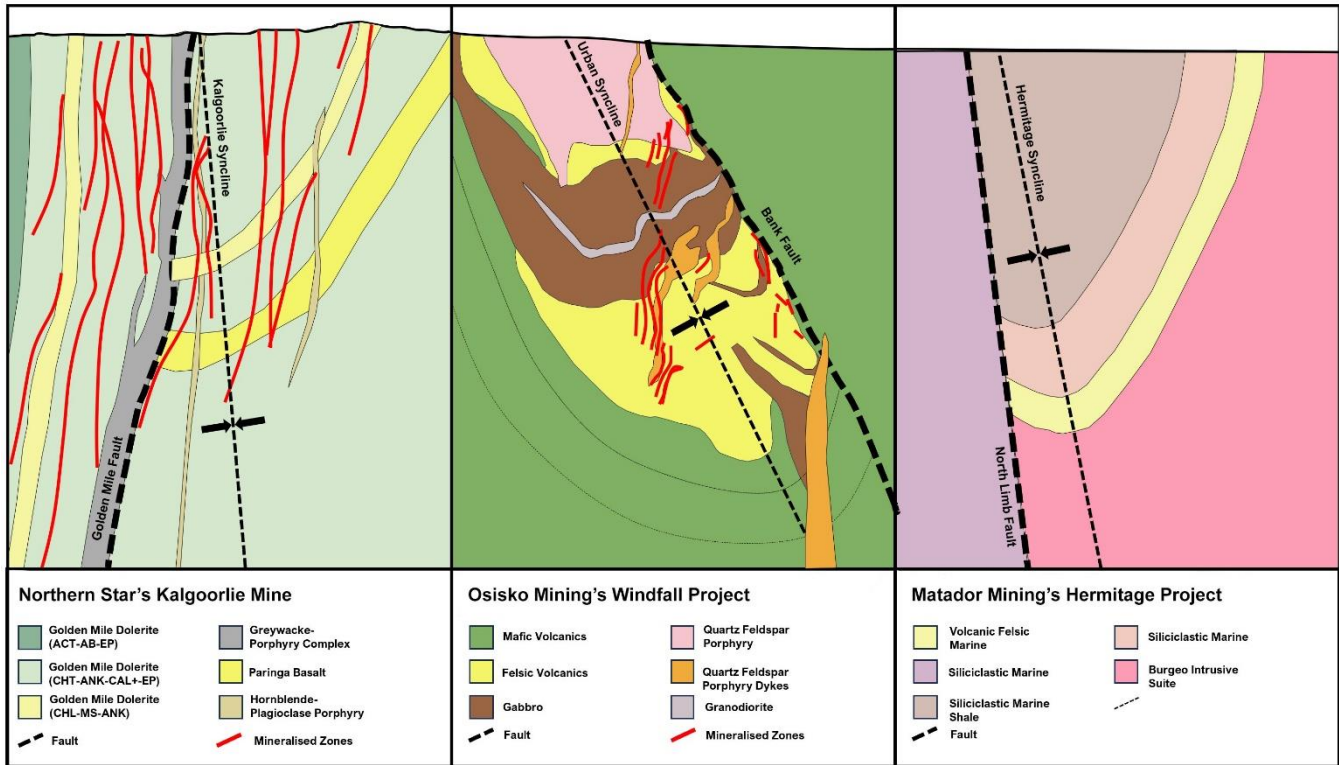 Kalgoorlie Syncline
Golden Mile Fault
Urban Syncline
Bank Fault
Hermitage Syncline
North Limb Fault
Northern Star's Kalgoorlie Mine
Golden Mile Dolerite
(ACT-AB-EP)
Golden Mile Dolerite
(CHT-ANK-CAL+-EP)
Golden Mile Dolerite
(CHL-MS-ANK)
Fault
Greywacke-
Porphyry Complex
Paringa Basalt
Hornblende-
Plagioclase Porphyry
Mineralised Zones
Osisko Mining's Windfall Project
Mafic Volcanics
Felsic Volcanics
Gabbro
Fault
Quartz Feldspar
Porphyry
Quartz Feldspar
Porphyry Dykes
Granodiorite
Mineralised Zones
Matador Mining's Hermitage Project
Volcanic Felsic
Marine
Siliciclastic Marine
Siliciclastic Marine
Shale
Fault
Siliciclastic Marine
Burgeo Intrusive
Suite